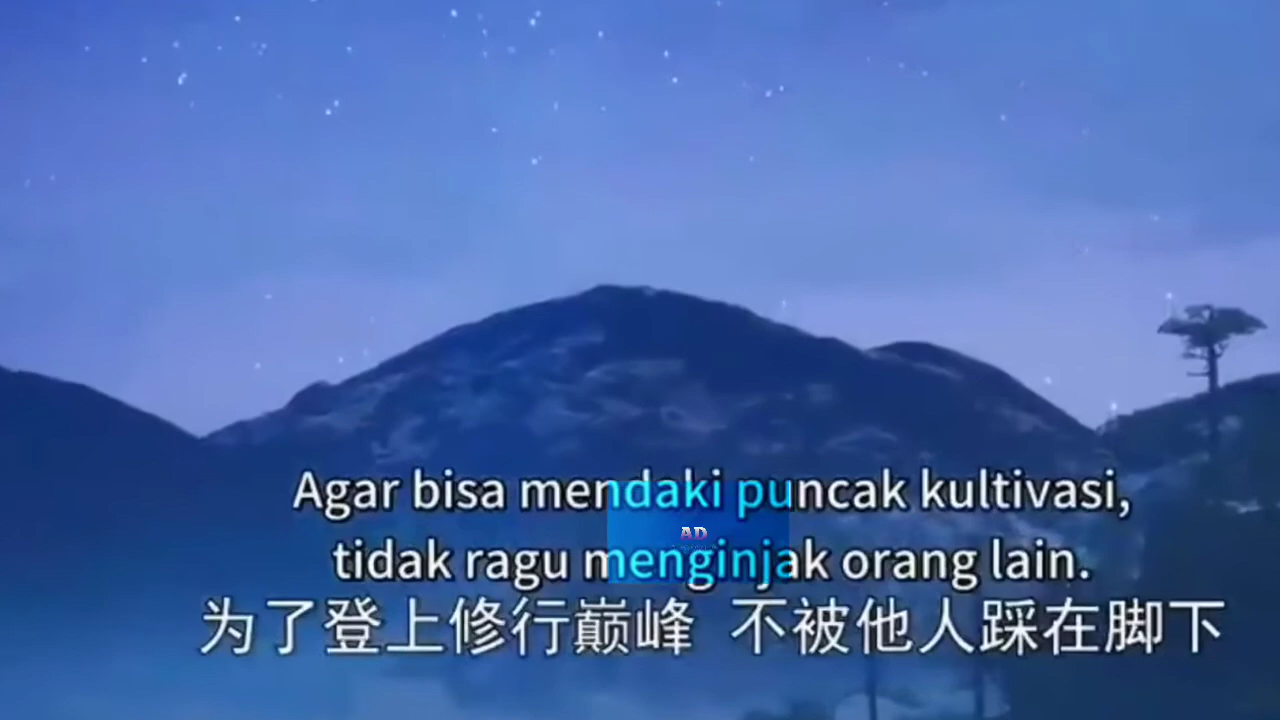 Agar bisa mendaki puncak kultivasi,
AD
tidak ragu menginjak orang lain.
为了登上修行巅峰 不被他人踩在脚下